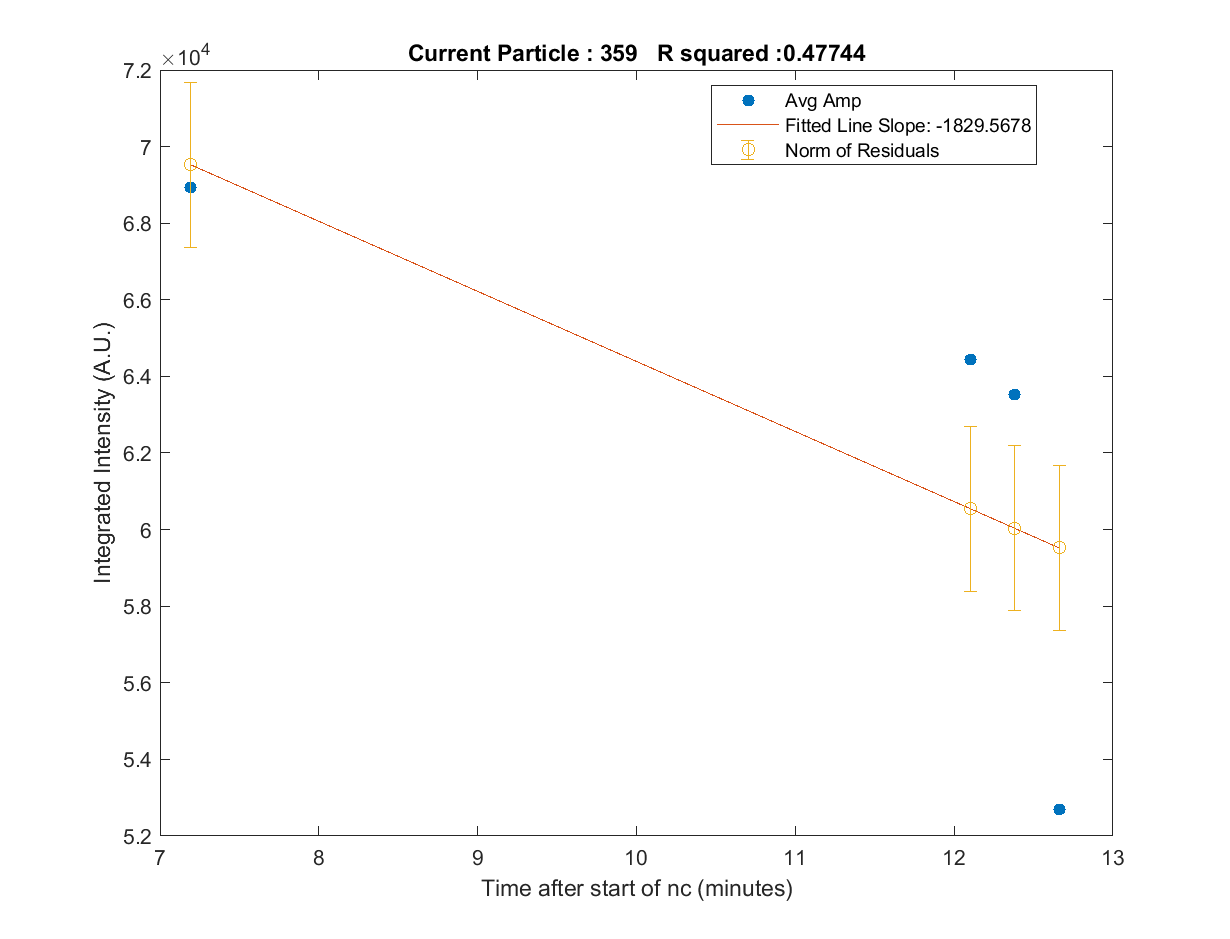 Current Particle : 359   R squared :0.47744
×10^4
7.2
7
6.8
6.6
6.4
6.2
6
5.8
5.6
5.4
5.2
Integrated Intensity (A.U.)
Avg Amp
Fitted Line Slope: -1829.5678
Norm of Residuals
7 8 9 10 11 12 13
Time after start of nc (minutes)